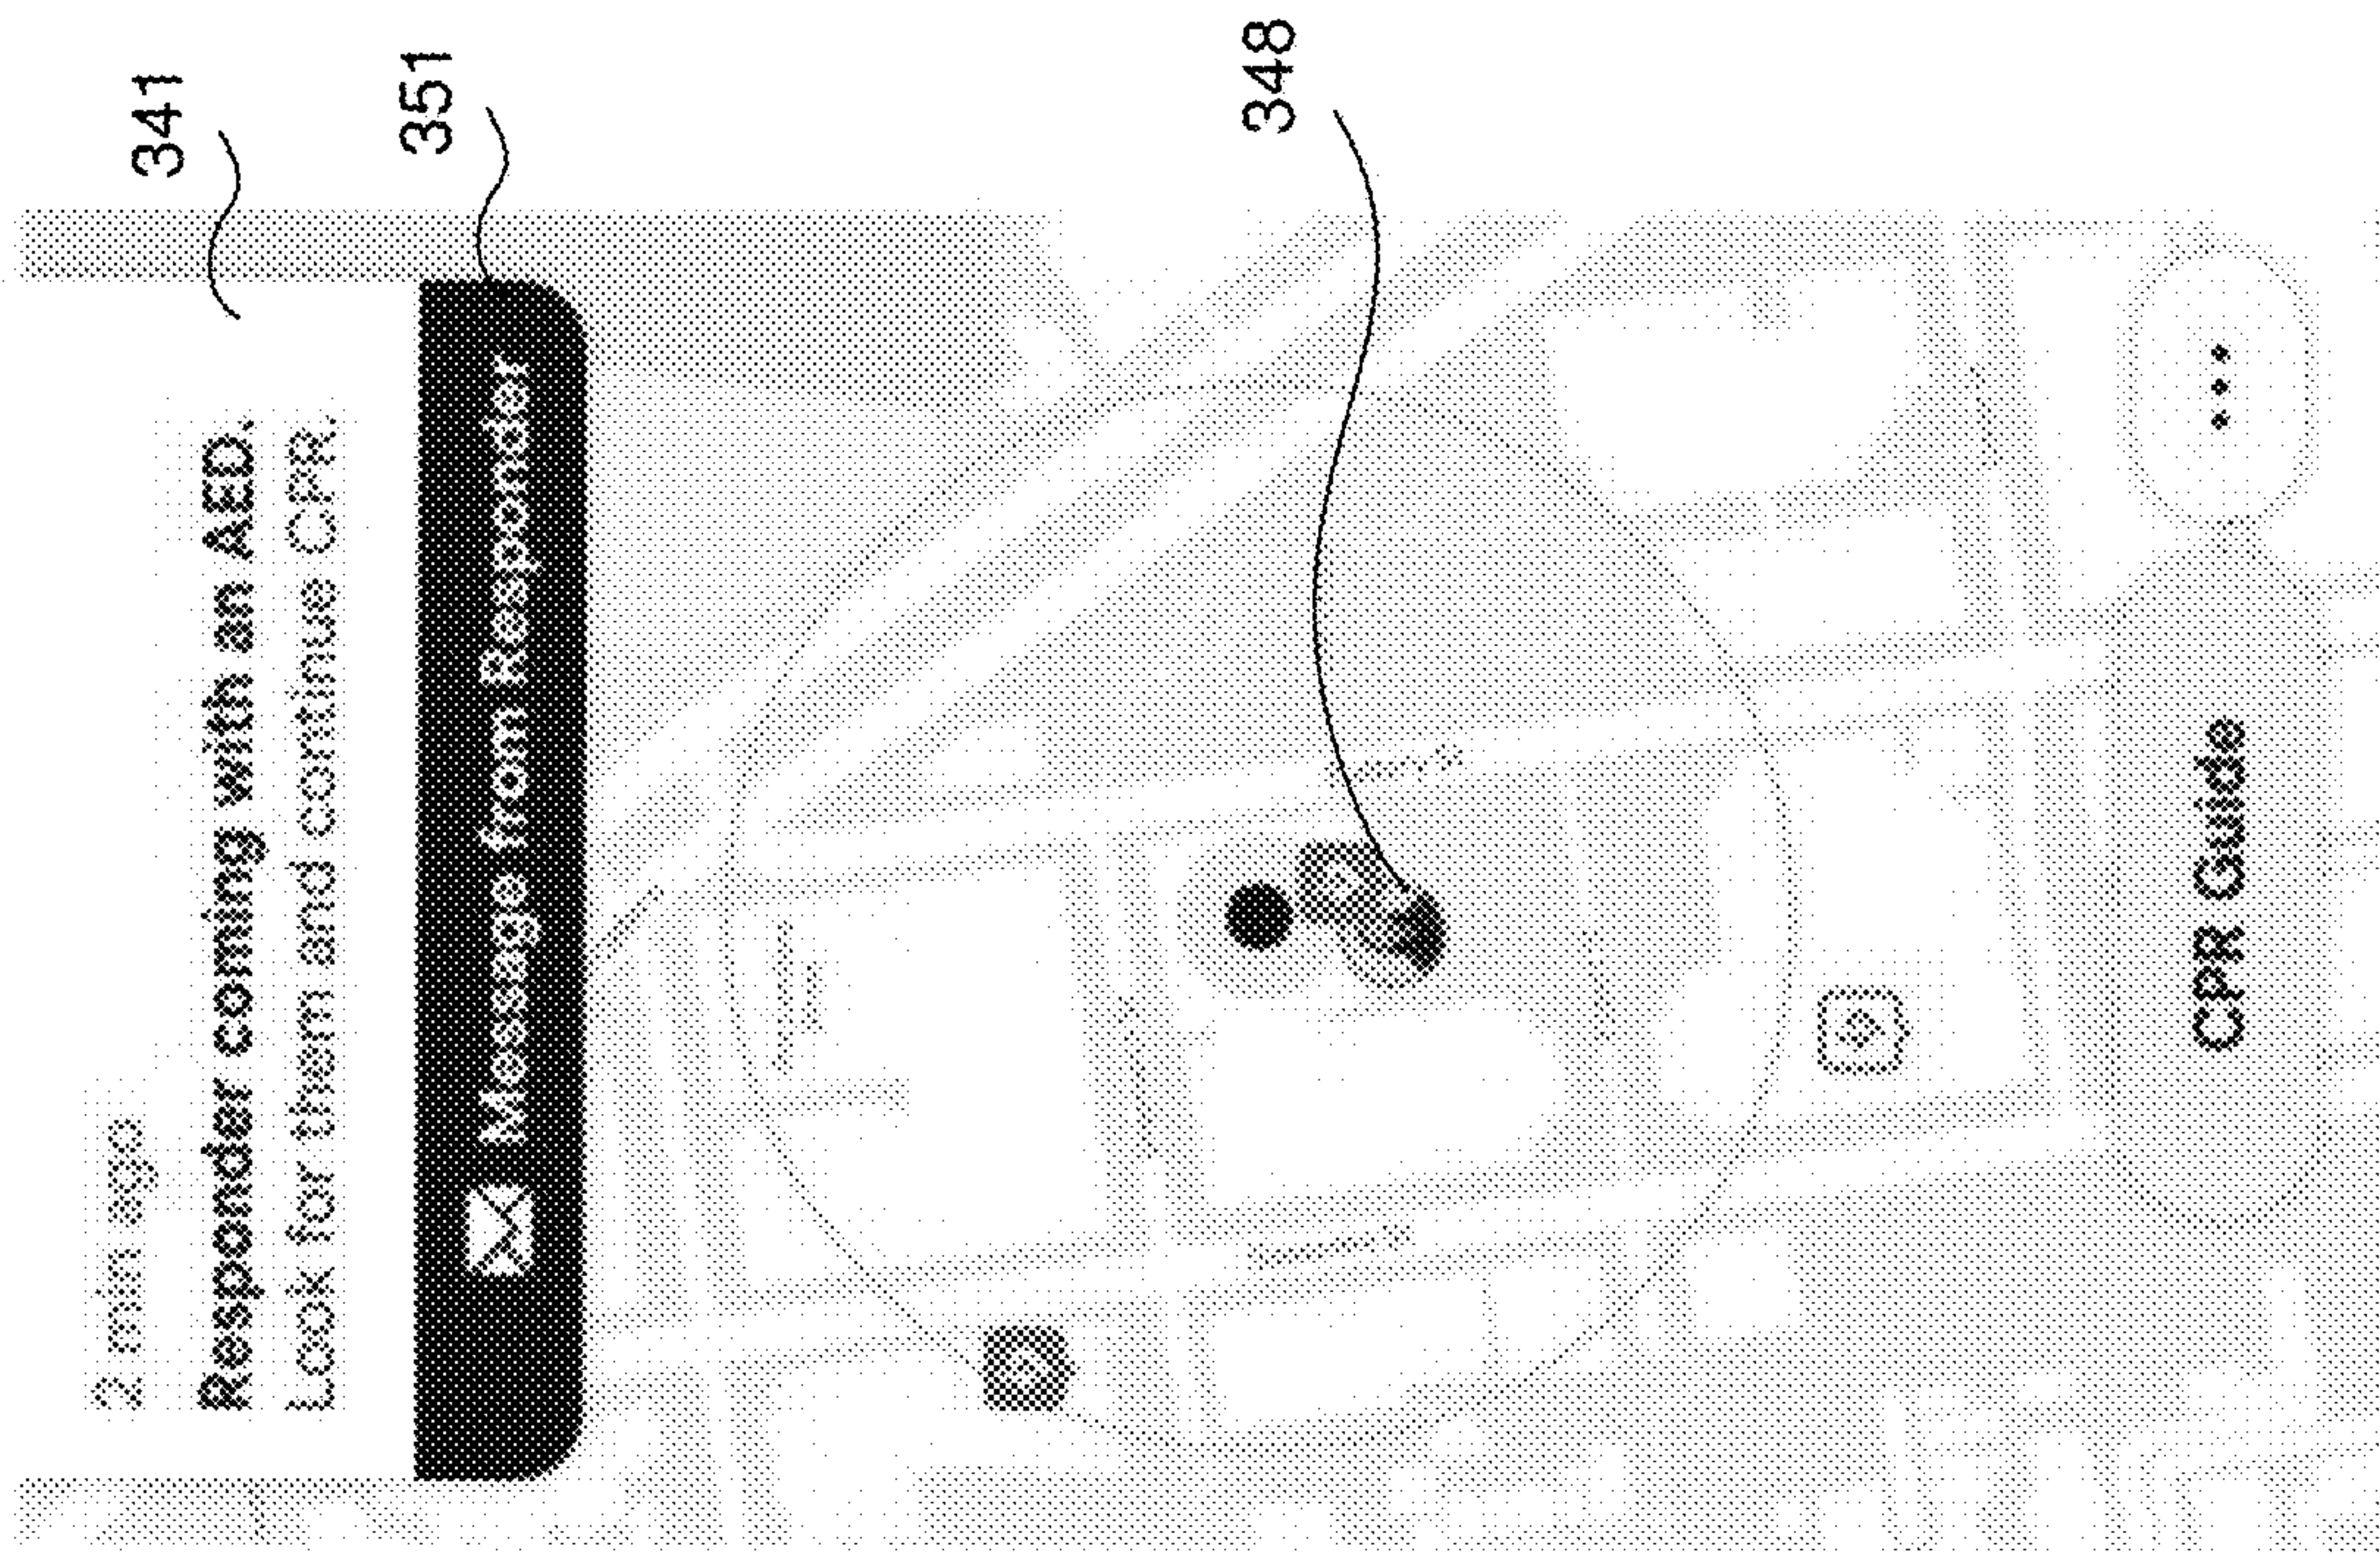 2 min ago
Responder coming with an AED.
Look for them and continue CPR.
Message from Responder
CPR Guide
...
341
351
348